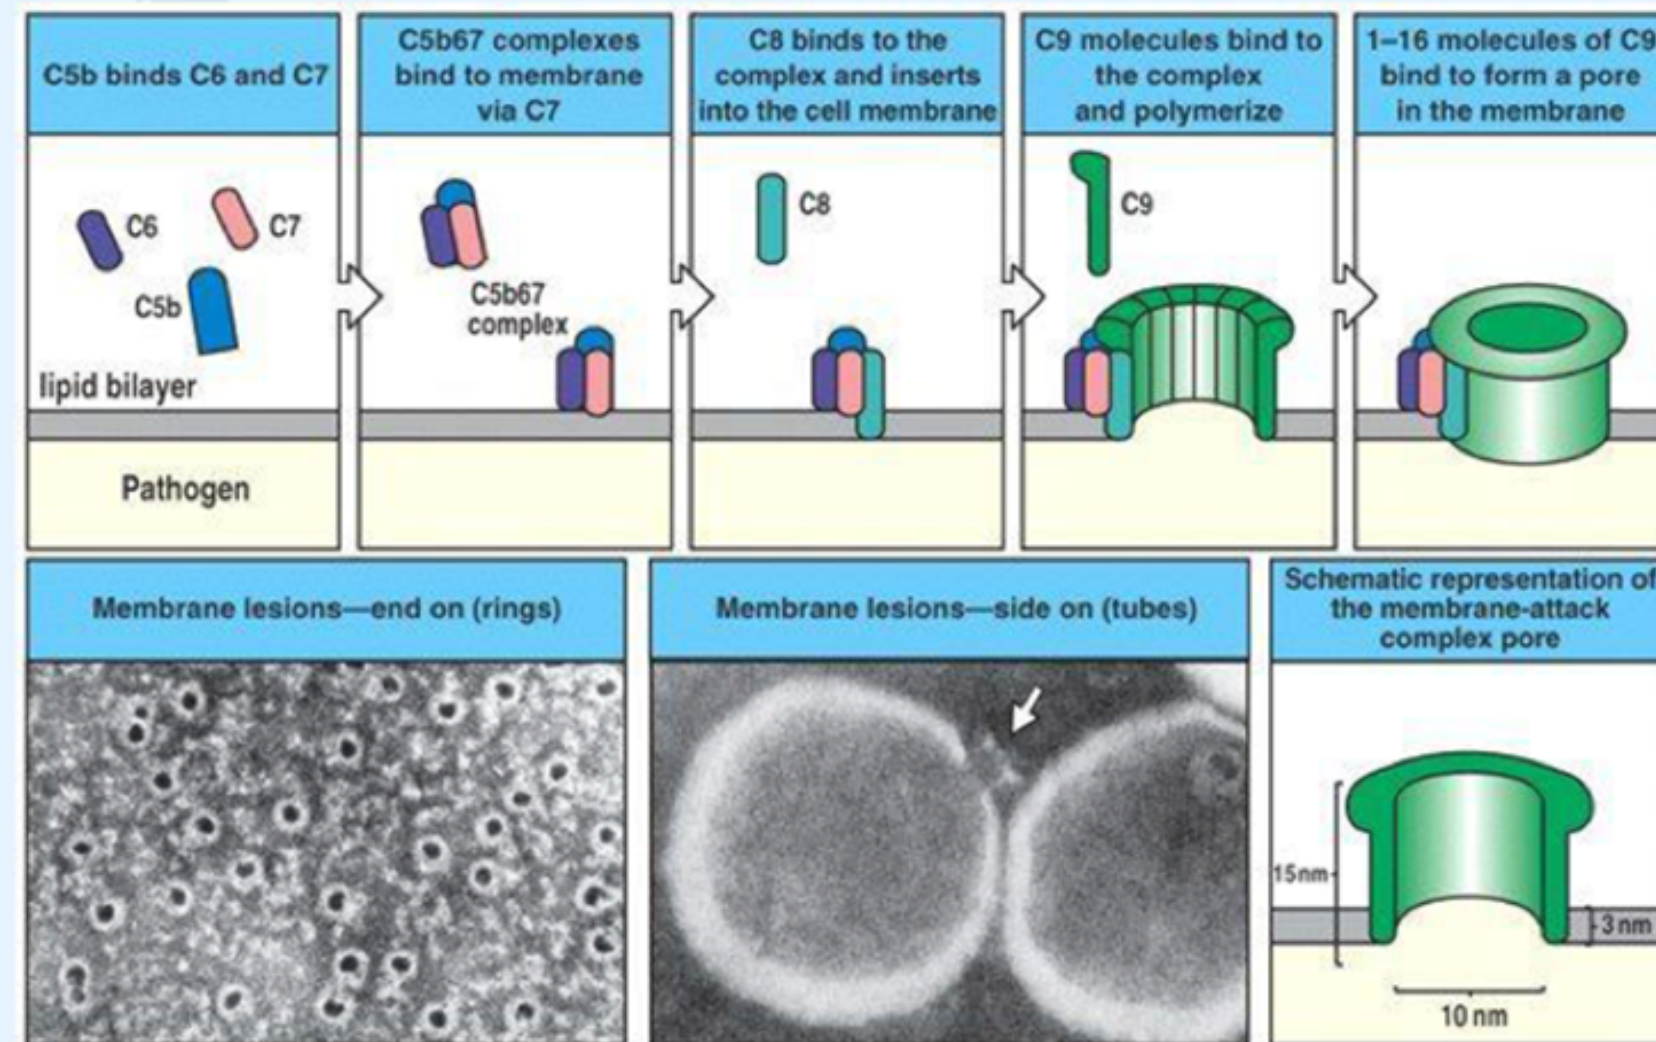 C5b binds C6 and C7
C5b67 complexes
bind to membrane
via C7
C8 binds to the
complex and inserts
into the cell membrane
C9 molecules bind to
the complex
and polymerize
1–16 molecules of C9
bind to form a pore
in the membrane
C6
C7
C5b
lipid bilayer
Pathogen
C5b67
complex
C8
C9
Membrane lesions—end on (rings)
Membrane lesions—side on (tubes)
Schematic representation of
the membrane-attack
complex pore
15nm
3 nm
10 nm